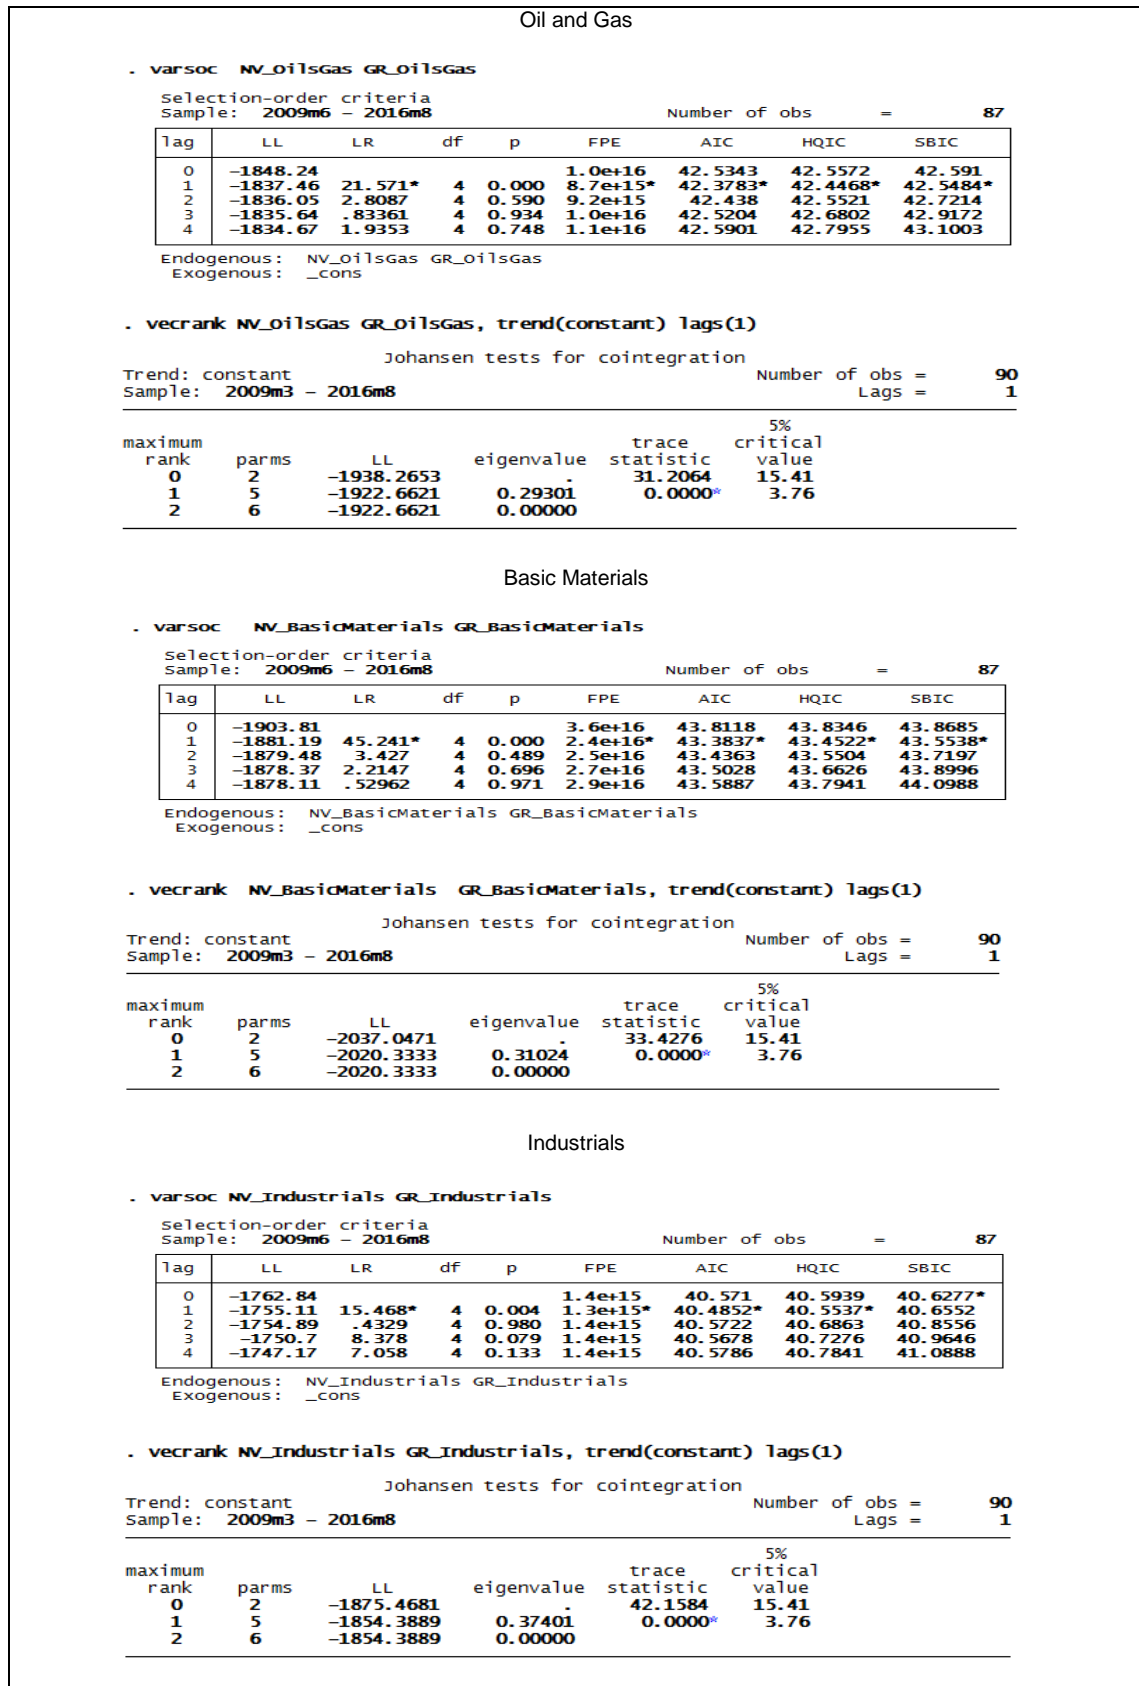 Oil and Gas
. varsoc NV_OilsGas GR_OilsGas
Selection-order criteria
Sample: 2009m6 - 2016m8 Number of obs = 87
lag LL LR df p FPE AIC HQIC SBIC
0 -1848.24 1.0e+16 42.5343 42.5572 42.591
1 -1837.46 21.571* 4 0.000 8.7e+15* 42.3783* 42.4468* 42.5484*
2 -1836.05 2.8087 4 0.590 9.2e+15 42.438 42.5521 42.7214
3 -1835.64 .83361 4 0.934 1.0e+16 42.5204 42.6802 42.9172
4 -1834.67 1.9353 4 0.748 1.1e+16 42.5901 42.7955 43.1003
Endogenous: NV_OilsGas GR_OilsGas
Exogenous: _cons
. vecrank NV_OilsGas GR_OilsGas, trend(constant) lags(1)
Johansen tests for cointegration
Trend: constant Number of obs = 90
Sample: 2009m3 - 2016m8 Lags = 1
5%
maximum trace critical
rank parms LL eigenvalue statistic value
0 2 -1938.2653 . 31.2064 15.41
1 5 -1922.6621 0.29301 0.0000* 3.76
2 6 -1922.6621 0.00000
Basic Materials
. varsoc NV_BasicMaterials GR_BasicMaterials
Selection-order criteria
Sample: 2009m6 - 2016m8 Number of obs = 87
lag LL LR df p FPE AIC HQIC SBIC
0 -1903.81 3.6e+16 43.8118 43.8346 43.8685
1 -1881.19 45.241* 4 0.000 2.4e+16* 43.3837* 43.4522* 43.5538*
2 -1879.48 3.427 4 0.489 2.5e+16 43.4363 43.5504 43.7197
3 -1878.37 2.2147 4 0.696 2.7e+16 43.5028 43.6626 43.8996
4 -1878.11 .52962 4 0.971 2.9e+16 43.5887 43.7941 44.0988
Endogenous: NV_BasicMaterials GR_BasicMaterials
Exogenous: _cons
. vecrank NV_BasicMaterials GR_BasicMaterials, trend(constant) lags(1)
Johansen tests for cointegration
Trend: constant Number of obs = 90
Sample: 2009m3 - 2016m8 Lags = 1
5%
maximum trace critical
rank parms LL eigenvalue statistic value
0 2 -2037.0471 . 33.4276 15.41
1 5 -2020.3333 0.31024 0.0000* 3.76
2 6 -2020.3333 0.00000
Industrials
. varsoc NV_Industrials GR_Industrials
Selection-order criteria
Sample: 2009m6 - 2016m8 Number of obs = 87
lag LL LR df p FPE AIC HQIC SBIC
0 -1762.84 1.4e+15 40.571 40.5939 40.6277*
1 -1755.11 15.468* 4 0.004 1.3e+15* 40.4852* 40.5537* 40.6552
2 -1754.89 .4329 4 0.980 1.4e+15 40.5722 40.6863 40.8556
3 -1750.7 8.378 4 0.079 1.4e+15 40.5678 40.7276 40.9646
4 -1747.17 7.058 4 0.133 1.4e+15 40.5786 40.7841 41.0888
Endogenous: NV_Industrials GR_Industrials
Exogenous: _cons
. vecrank NV_Industrials GR_Industrials, trend(constant) lags(1)
Johansen tests for cointegration
Trend: constant Number of obs = 90
Sample: 2009m3 - 2016m8 Lags = 1
5%
maximum trace critical
rank parms LL eigenvalue statistic value
0 2 -1875.4681 . 42.1584 15.41
1 5 -1854.3889 0.37401 0.0000* 3.76
2 6 -1854.3889 0.00000